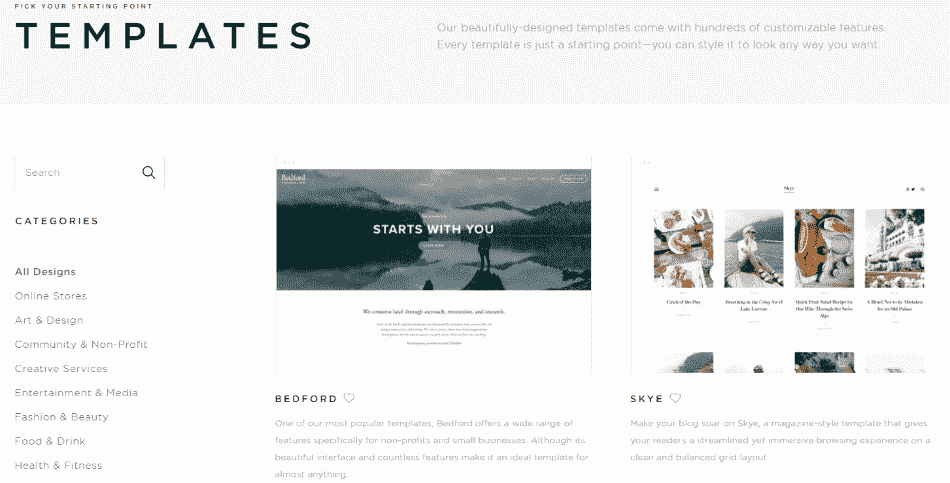 PICK YOUR STARTING POINT
TEMPLATES
Our beautifully-designed templates come with hundreds of customizable features.
Every template is just a starting point—you can style it to look any way you want.
Search
CATEGORIES
All Designs
Online Stores
Art & Design
Community & Non-Profit
Creative Services
Entertainment & Media
Fashion & Beauty
Food & Drink
Health & Fitness
Bedford
STARTS WITH YOU
We conserve land through outreach, restoration, and research.
BEDFORD
One of our most popular templates, Bedford offers a wide range of
features specifically for non-profits and small businesses. Although its
beautiful interface and countless features make it an ideal template for
almost anything.
Skye
Catch of the Day
Breathing in the Crisp Air of
Lake Lucerne
Quick Fruit Salad Recipe for
Our Hike Through the Swiss
Alps
A Hotel Not to be Mistaken
for an Old Palace
SKYE
Make your blog soar on Skye, a magazine-style template that gives
your readers a streamlined yet immersive browsing experience on a
clean and balanced grid layout.